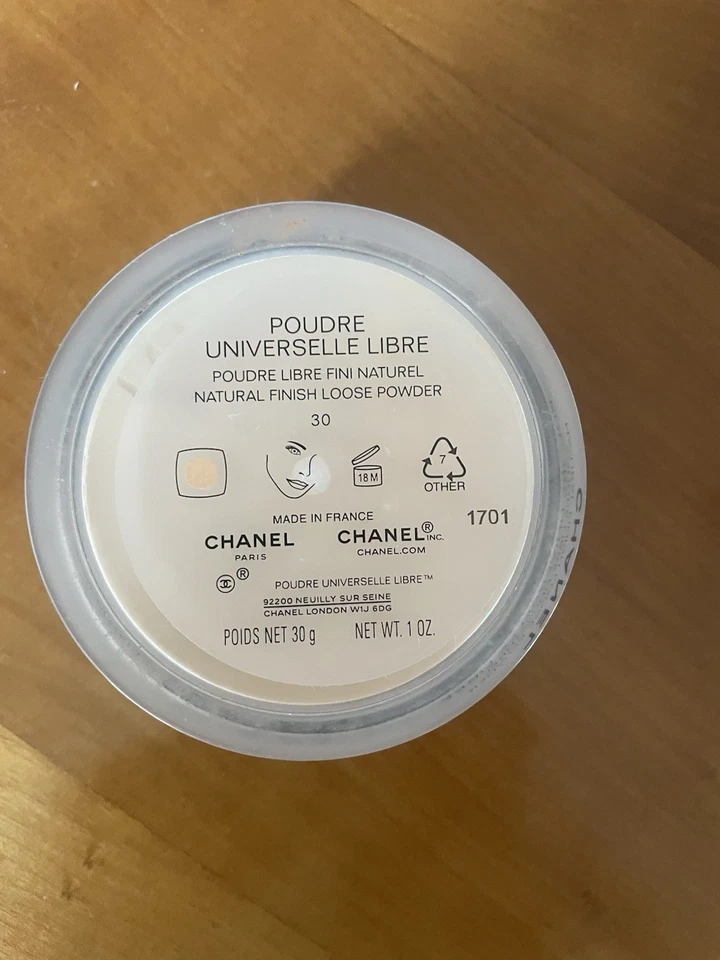 POUDRE
UNIVERSELLE LIBRE
POUDRE LIBRE FINI NATUREL
NATURAL FINISH LOOSE POWDER
30
18 M
7
OTHER
MADE IN FRANCE
1701
CHANEL
PARIS
CHANEL® INC.
CHANEL.COM
®
POUDRE UNIVERSELLE LIBRE™
92200 NEUILLY SUR SEINE
CHANEL LONDON W1J 6DG
POIDS NET 30 g NET WT. 1 OZ.
CHANEL